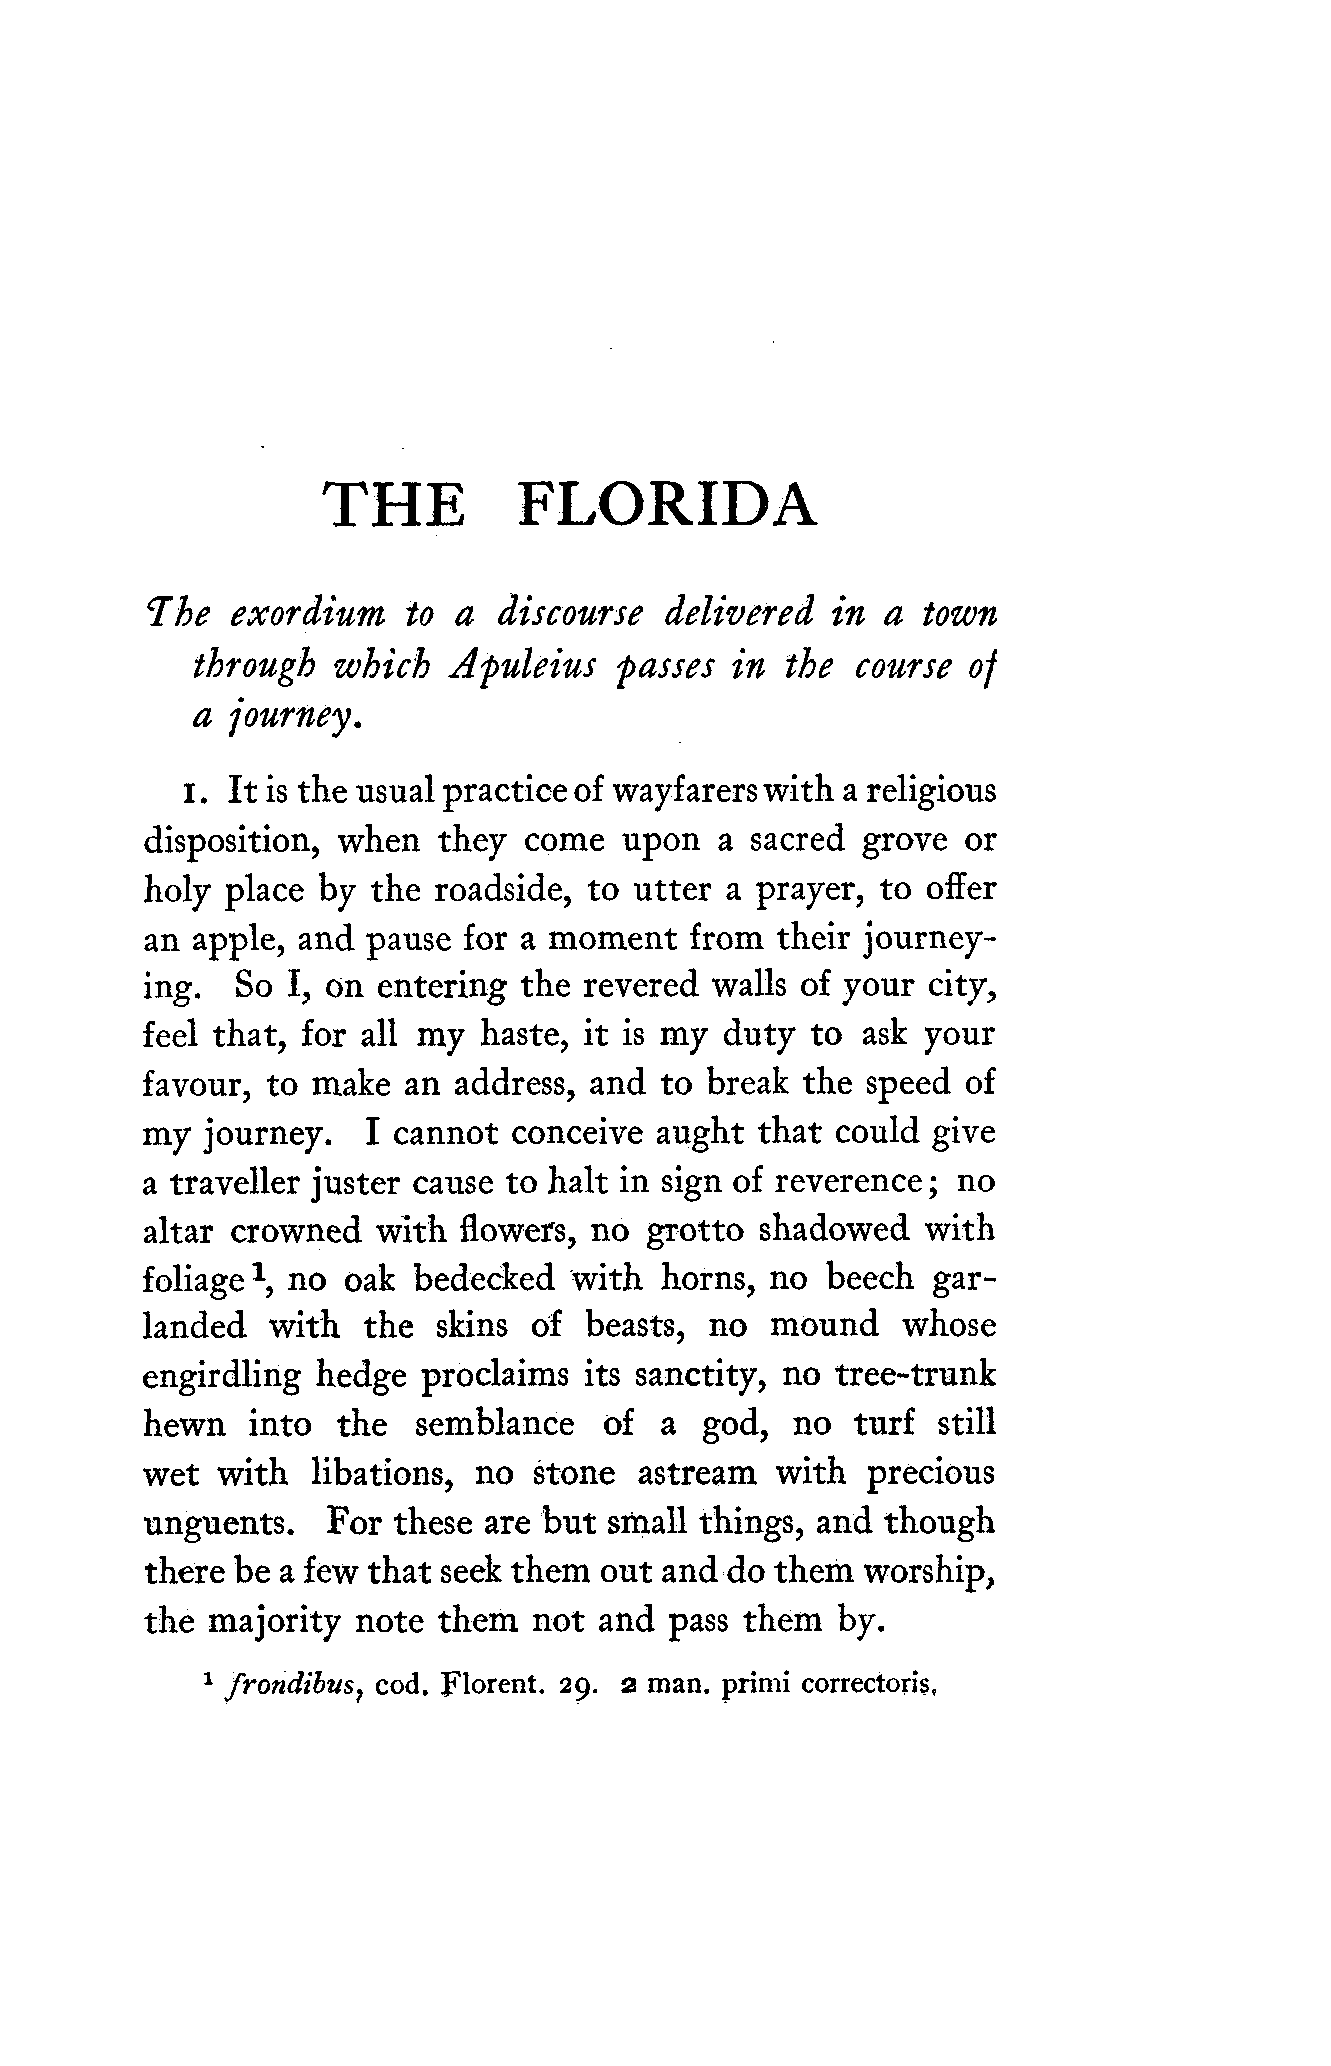 THE FLORIDA
The exordium to a discourse delivered in a town
through which Apuleius passes in the course of
a journey.
1. It is the usual practice of wayfarers with a religious
disposition, when they come upon a sacred grove or
holy place by the roadside, to utter a prayer, to offer
an apple, and pause for a moment from their journey-
ing. So I, on entering the revered walls of your city,
feel that, for all my haste, it is my duty to ask your
favour, to make an address, and to break the speed of
my journey. I cannot conceive aught that could give
a traveller juster cause to halt in sign of reverence; no
altar crowned with flowers, no grotto shadowed with
foliage¹, no oak bedecked with horns, no beech gar-
landed with the skins of beasts, no mound whose
engirdling hedge proclaims its sanctity, no tree-trunk
hewn into the semblance of a god, no turf still
wet with libations, no stone astream with precious
unguents. For these are but small things, and though
there be a few that seek them out and do them worship,
the majority note them not and pass them by.
¹ frondibus, cod. Florent. 29. 2 man. primi correctoris.